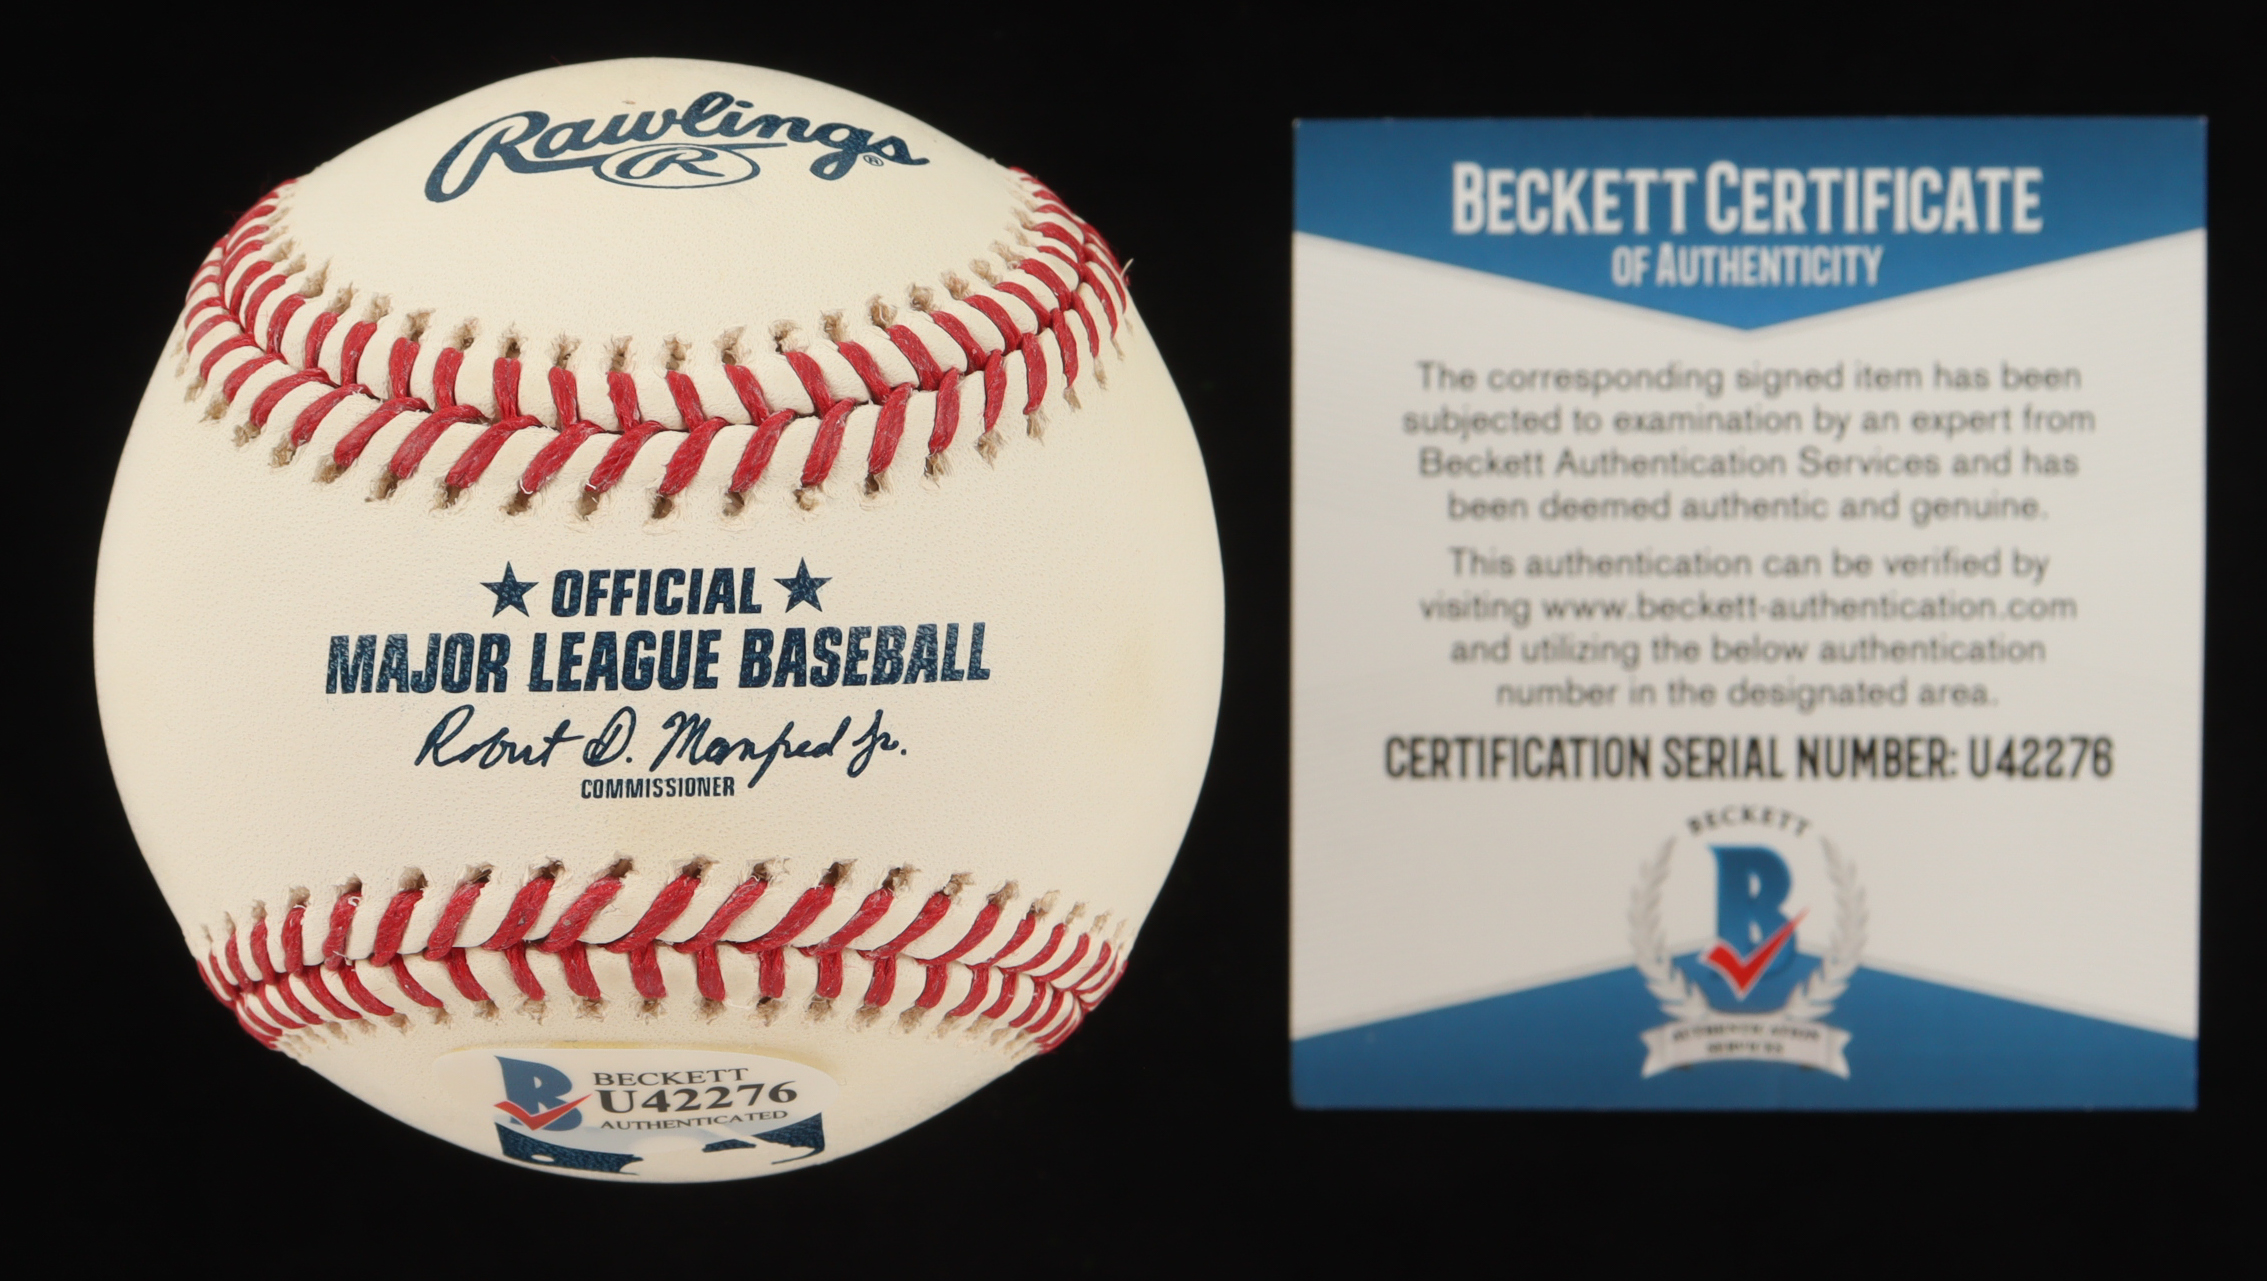 Rawlings
R
®
★ OFFICIAL ★
MAJOR LEAGUE BASEBALL
Robert D. Manfred Jr.
COMMISSIONER
B BECKETT
U42276
AUTHENTICATED
BECKETT CERTIFICATE
OF AUTHENTICITY
The corresponding signed item has been
subjected to examination by an expert from
Beckett Authentication Services and has
been deemed authentic and genuine.
This authentication can be verified by
visiting www.beckett-authentication.com
and utilizing the below authentication
number in the designated area.
CERTIFICATION SERIAL NUMBER: U42276
BECKETT
B
AUTHENTICATION
SERVICES